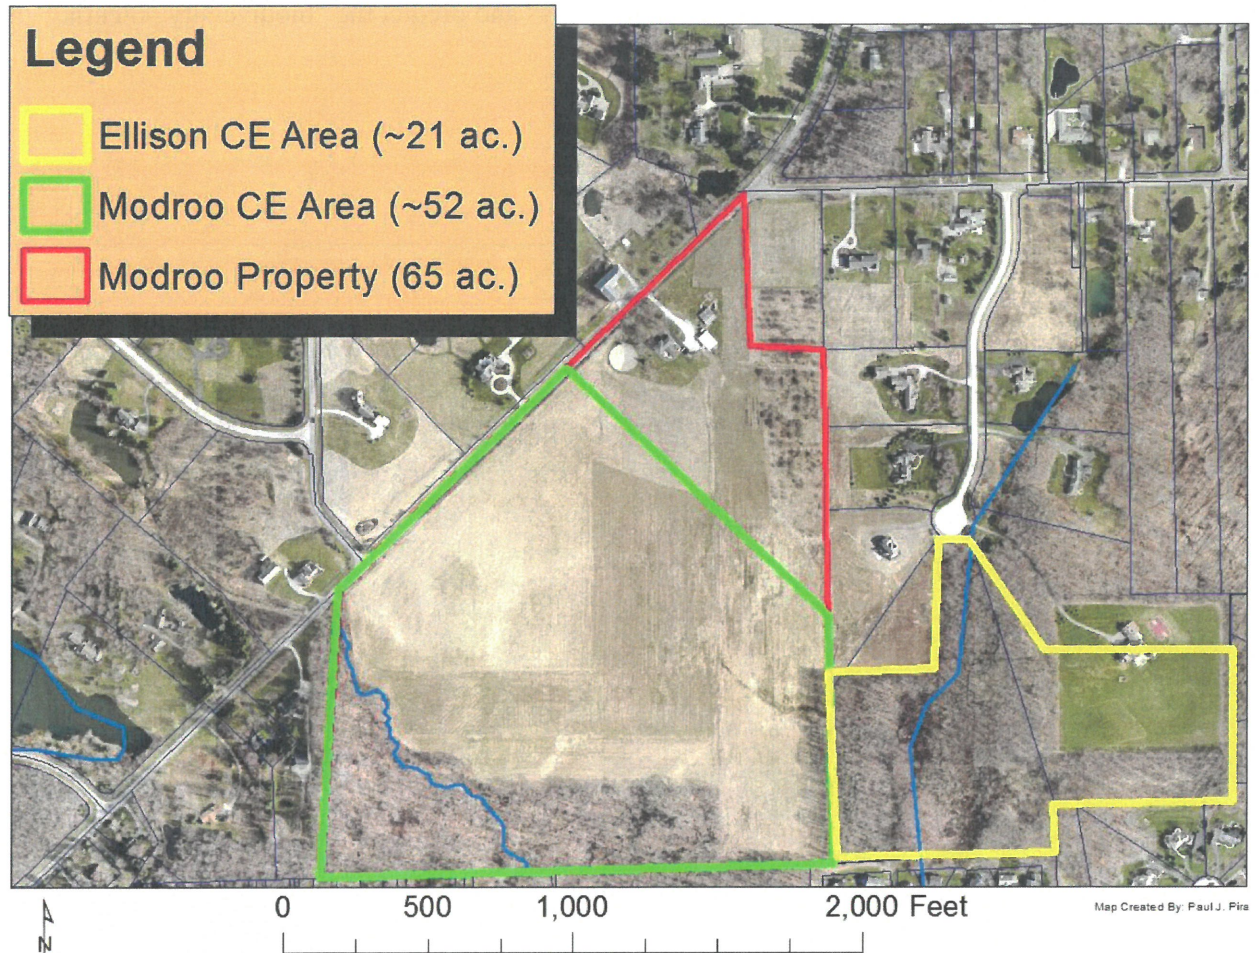 Legend
Ellison CE Area (~21 ac.)
Modroo CE Area (~52 ac.)
Modroo Property (65 ac.)
0 500 1,000 2,000 Feet
Map Created By: Paul J. Pira
N